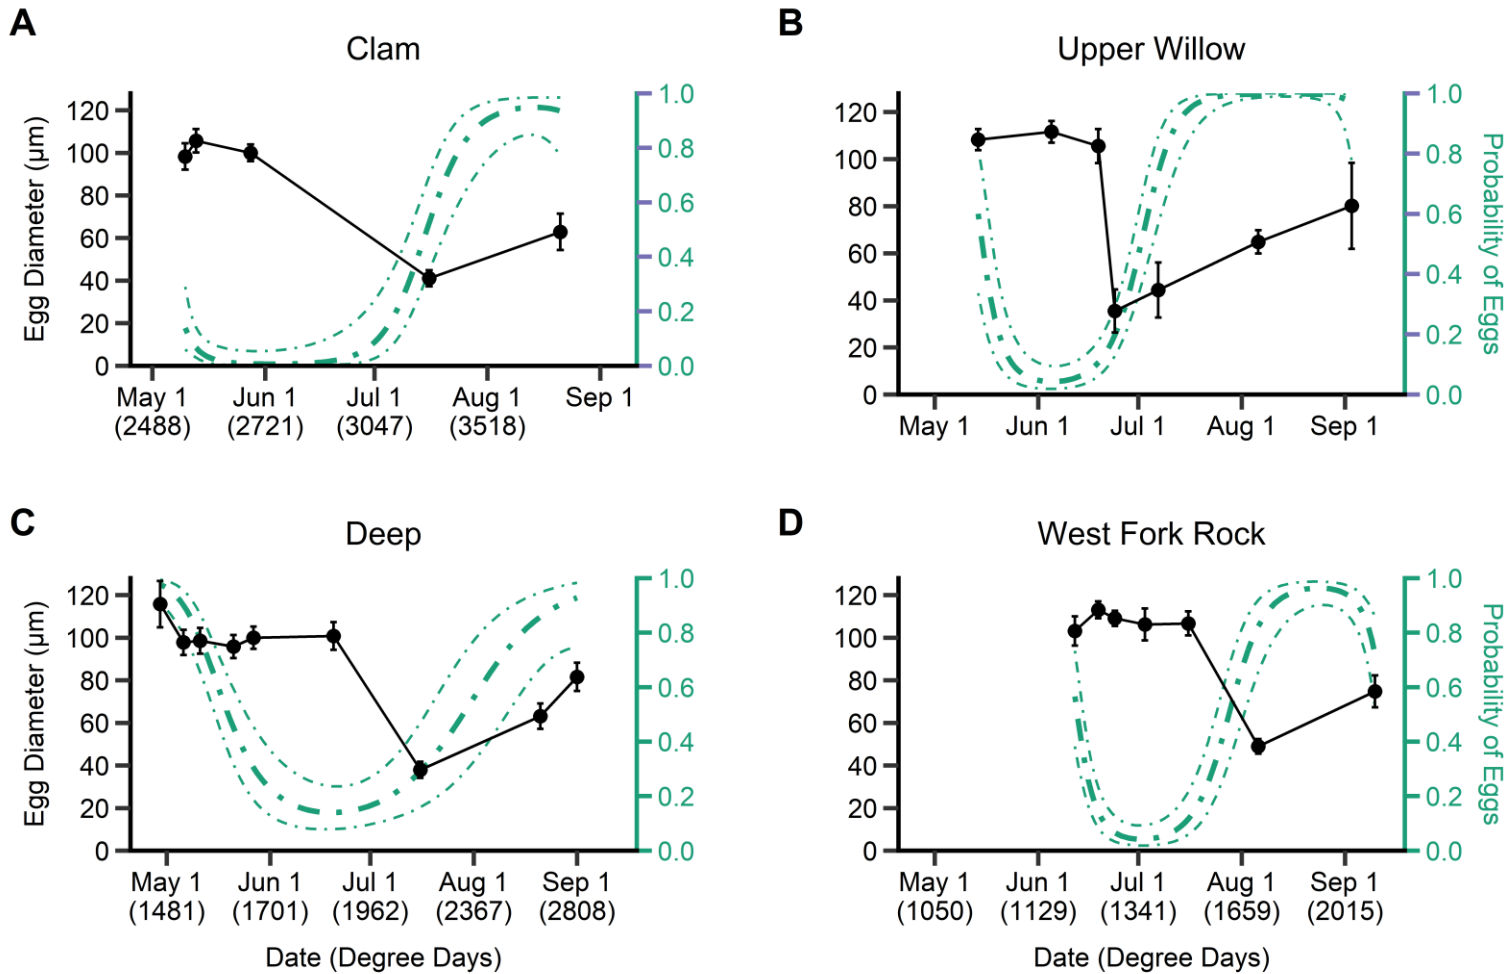 A
Clam
Egg Diameter (µm)
120
100
80
60
40
20
0
1.0
0.8
0.6
0.4
0.2
0.0
May 1 Jun 1 Jul 1 Aug 1 Sep 1
(2488) (2721) (3047) (3518)
B
Upper Willow
120
100
80
60
40
20
0
1.0
0.8
0.6
0.4
0.2
0.0
Probability of Eggs
May 1 Jun 1 Jul 1 Aug 1 Sep 1
C
Deep
Egg Diameter (µm)
120
100
80
60
40
20
0
1.0
0.8
0.6
0.4
0.2
0.0
May 1 Jun 1 Jul 1 Aug 1 Sep 1
(1481) (1701) (1962) (2367) (2808)
Date (Degree Days)
D
West Fork Rock
120
100
80
60
40
20
0
1.0
0.8
0.6
0.4
0.2
0.0
Probability of Eggs
May 1 Jun 1 Jul 1 Aug 1 Sep 1
(1050) (1129) (1341) (1659) (2015)
Date (Degree Days)